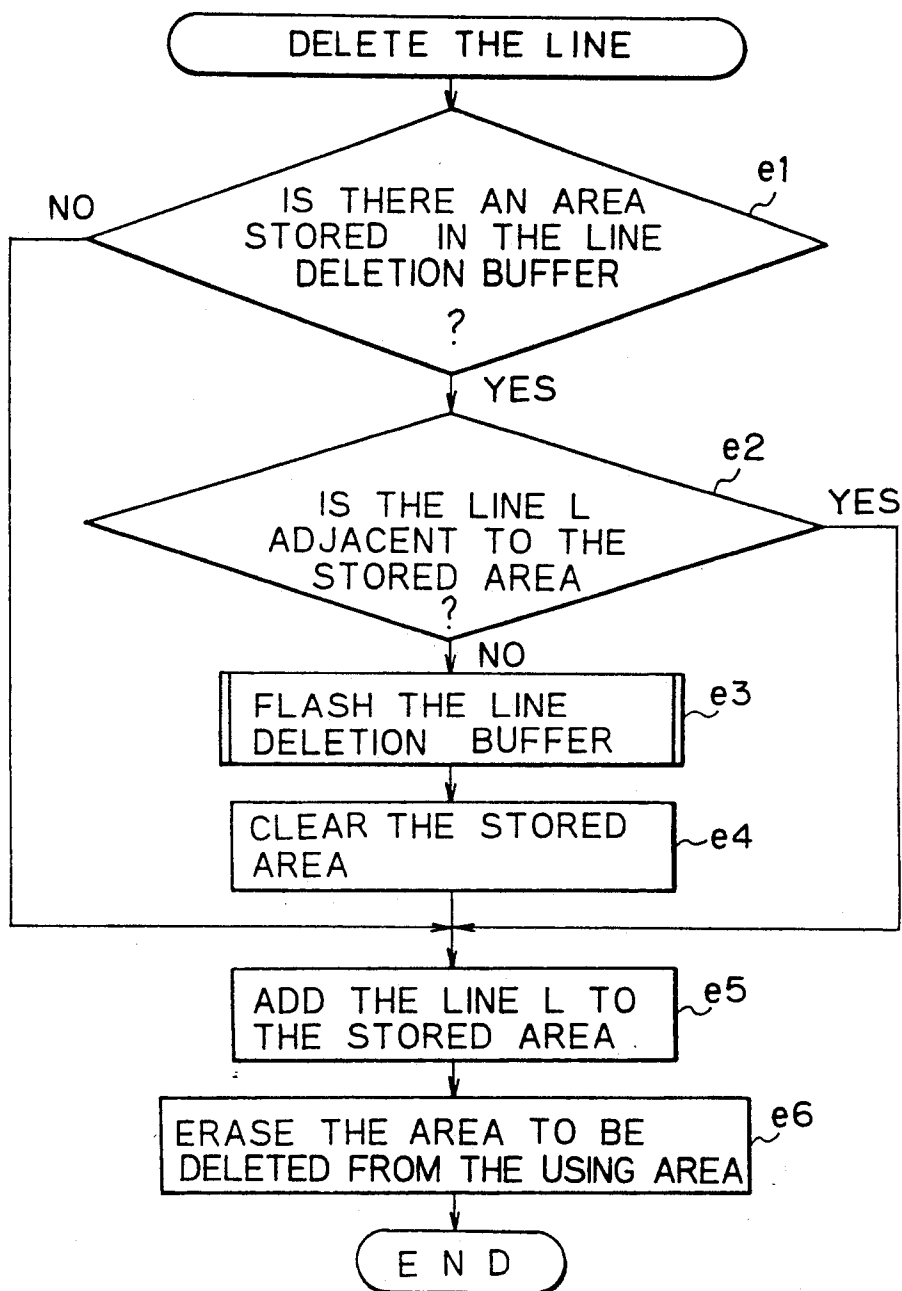 DELETE THE LINE
e1
NO
IS THERE AN AREA
STORED IN THE LINE
DELETION BUFFER
?
YES
e2
YES
IS THE LINE L
ADJACENT TO THE
STORED AREA
?
NO
e3
FLASH THE LINE
DELETION BUFFER
CLEAR THE STORED
AREA
e4
ADD THE LINE L TO
THE STORED AREA
e5
e6
ERASE THE AREA TO BE
DELETED FROM THE USING AREA
END